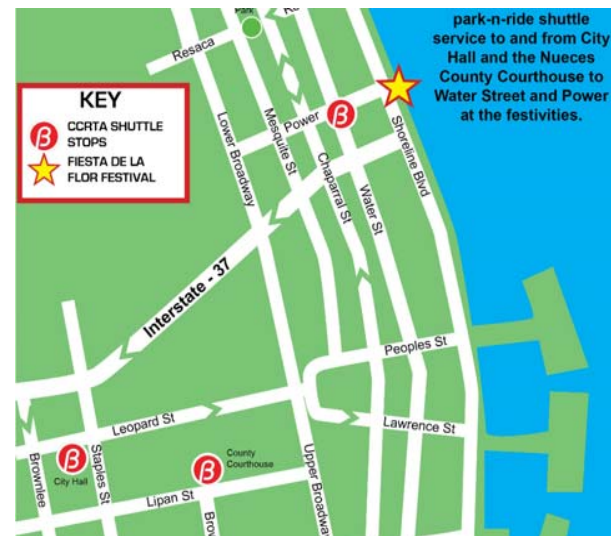 park-n-ride shuttle
service to and from City
Hall and the Nueces
County Courthouse to
Water Street and Power
at the festivities.
KEY
β
CCRTA SHUTTLE
STOPS
FIESTA DE LA
FLOR FESTIVAL
Park
Resaca
Lower Broadway
Mesquite St
Power
β
Chaparral St
Water St
Shoreline Blvd
Interstate - 37
Peoples St
Leopard St
Lawrence St
Brownlee
β
City Hall
Staples St
β
County
Courthouse
Lipan St
Upper Broadway